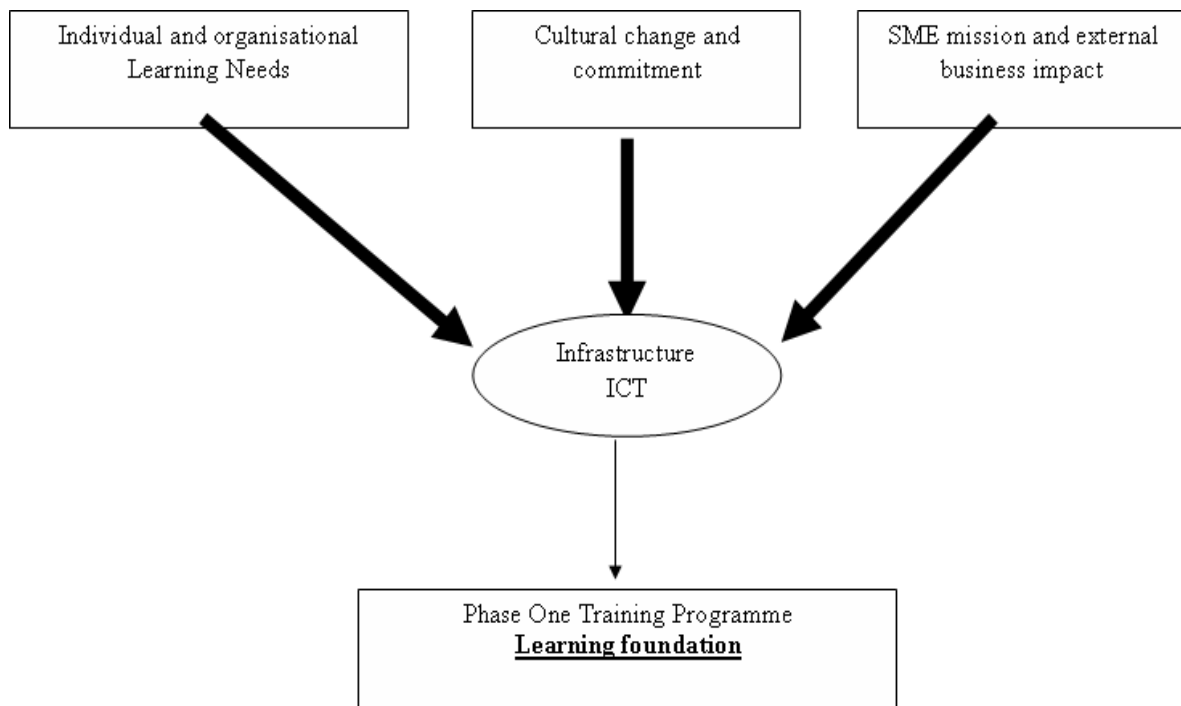 Individual and organisational
Learning Needs
Cultural change and
commitment
SME mission and external
business impact
Infrastructure
ICT
Phase One Training Programme
Learning foundation